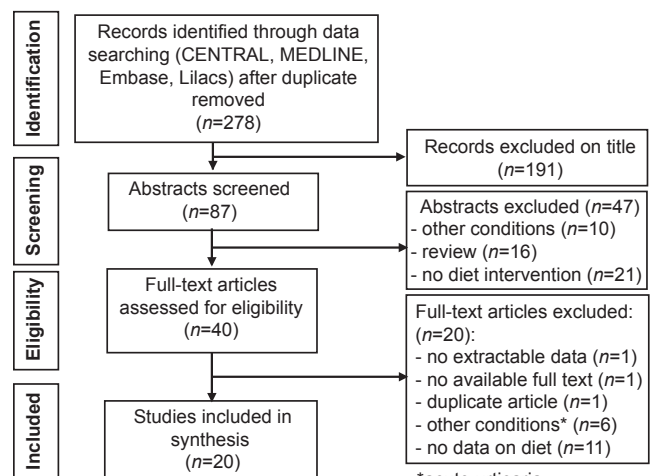 Identification
Records identified through data
searching (CENTRAL, MEDLINE,
Embase, Lilacs) after duplicate
removed
(n=278)
Records excluded on title
(n=191)
Screening
Abstracts screened
(n=87)
Abstracts excluded (n=47)
- other conditions (n=10)
- review (n=16)
- no diet intervention (n=21)
Eligibility
Full-text articles
assessed for eligibility
(n=40)
Full-text articles excluded:
(n=20):
- no extractable data (n=1)
- no available full text (n=1)
- duplicate article (n=1)
- other conditions* (n=6)
- no data on diet (n=11)
Included
Studies included in
synthesis
(n=20)